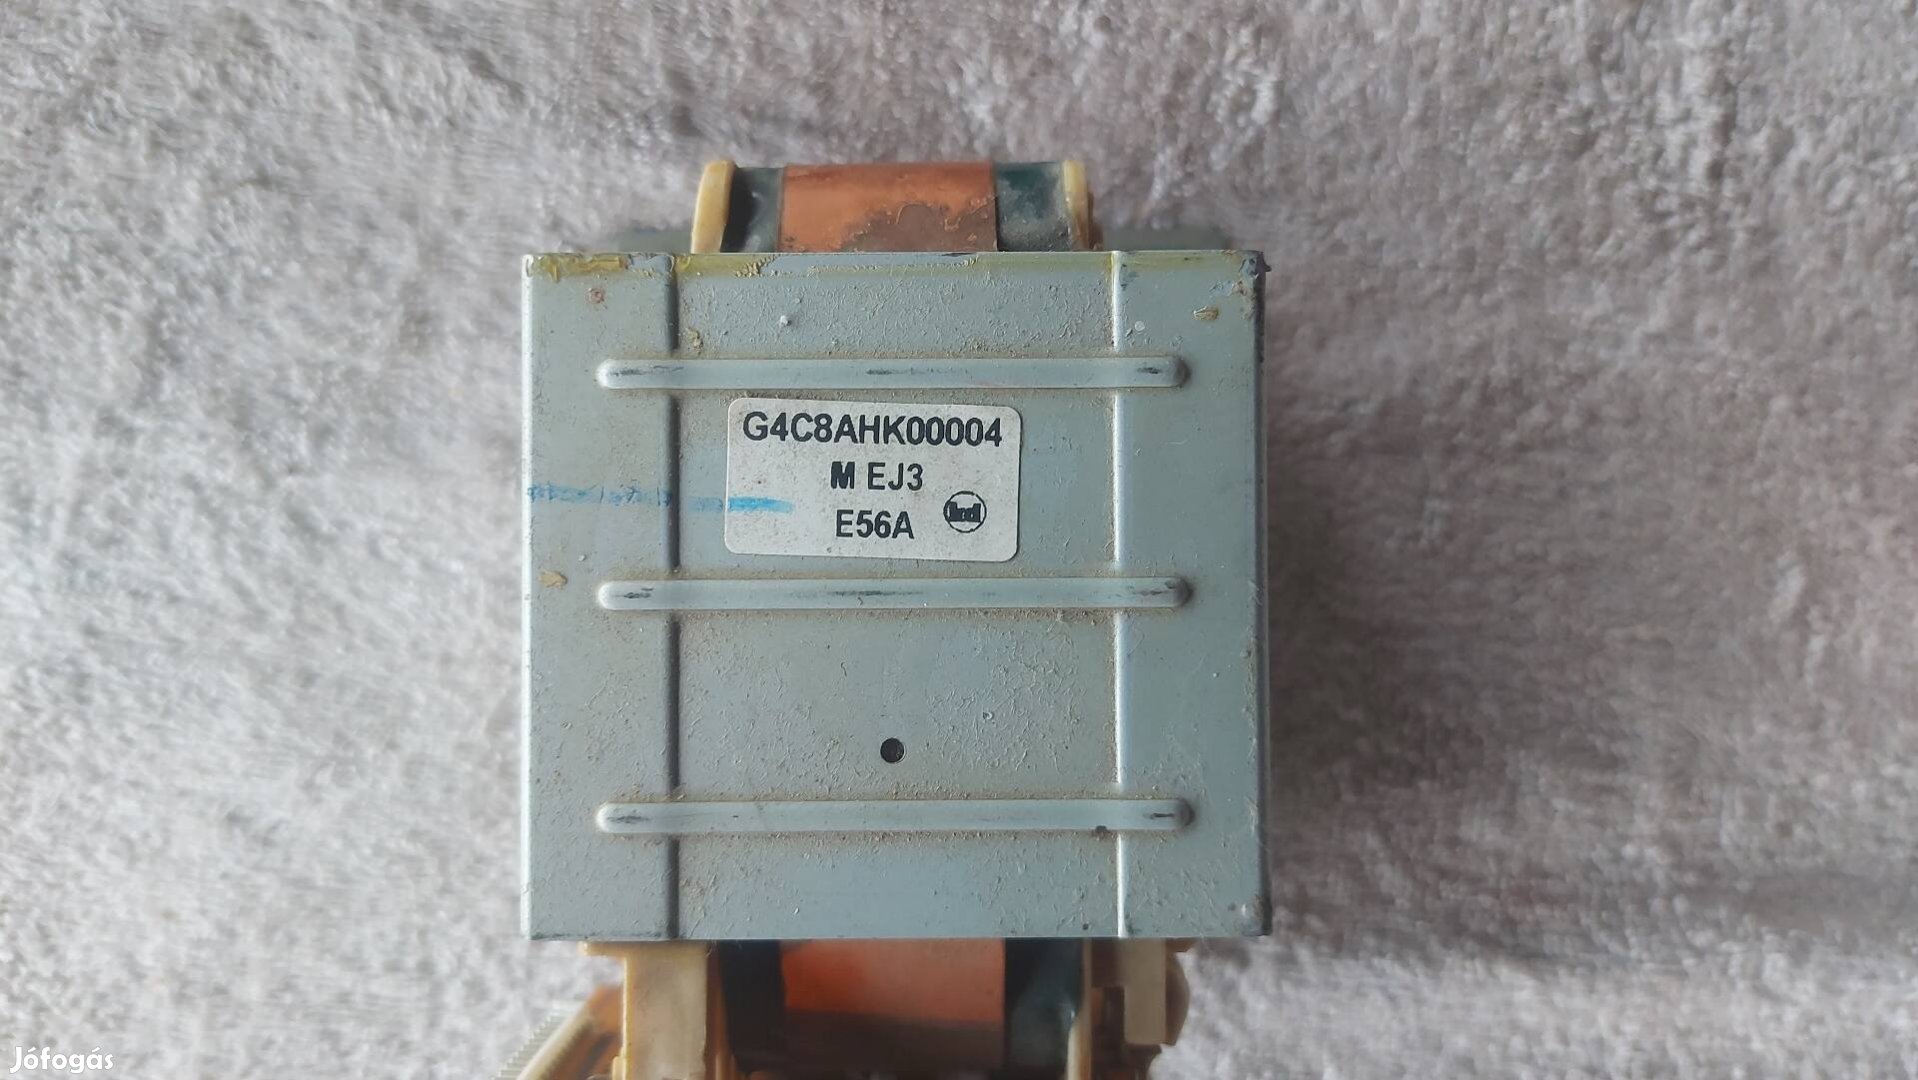 G4C8AHK00004
M EJ3
E56A
Jófogás